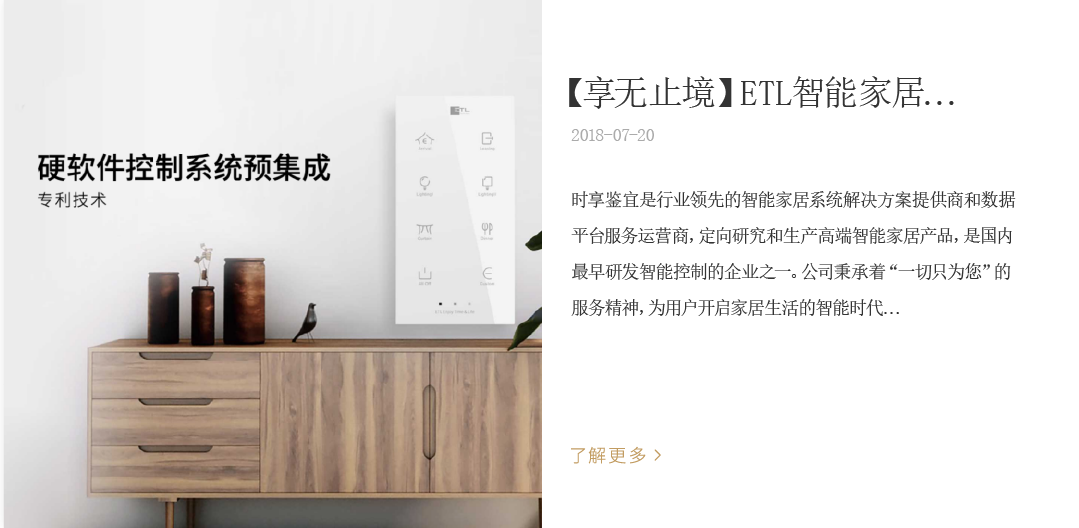 硬软件控制系统预集成
专利技术
ETL
【享无止境】ETL智能家居...
2018-07-20
时享鉴宜是行业领先的智能家居系统解决方案提供商和数据
平台服务运营商，定向研究和生产高端智能家居产品，是国内
最早研发智能控制的企业之一。公司秉承着“一切只为您”的
服务精神，为用户开启家居生活的智能时代...
了解更多 >